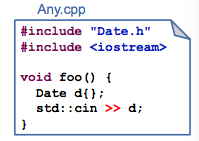 Any.cpp
#include "Date.h"
#include <iostream>
void foo() {
Date d{};
std::cin >> d;
}